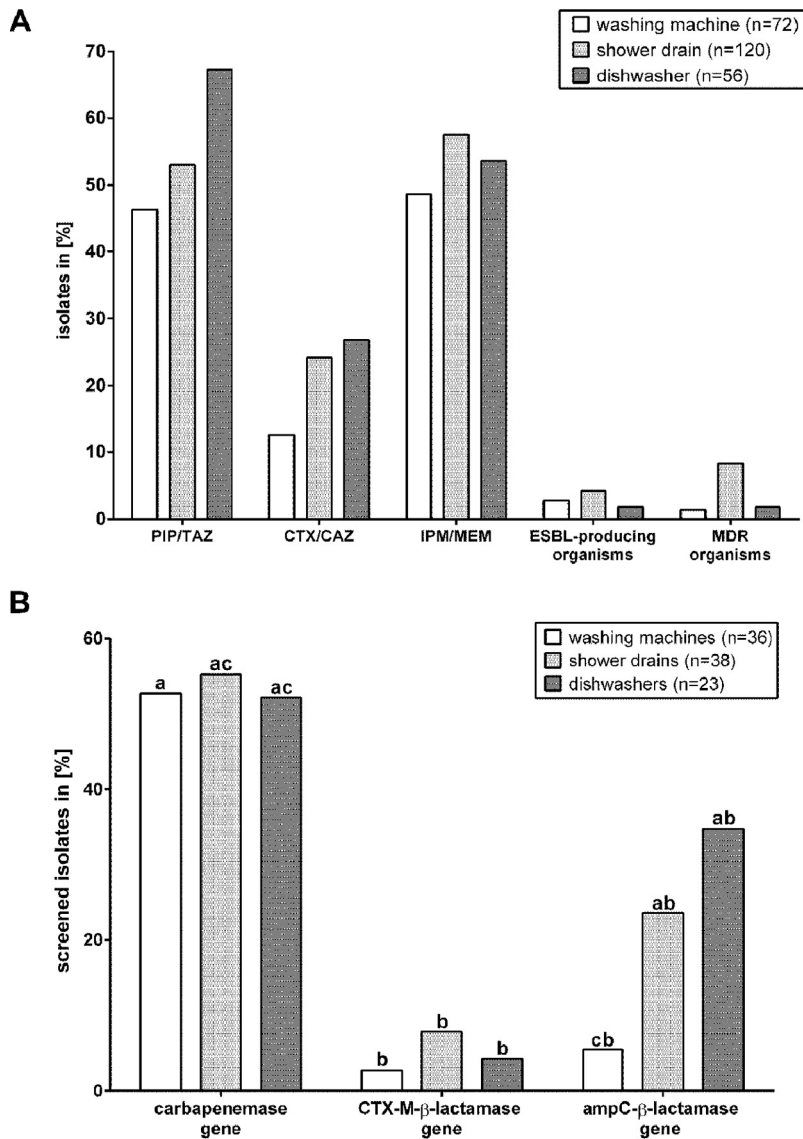 A
washing machine (n=72)
shower drain (n=120)
dishwasher (n=56)
isolates in [%]
70
60
50
40
30
20
10
0
PIP/TAZ
CTX/CAZ
IPM/MEM
ESBL-producing
organisms
MDR
organisms
B
washing machines (n=36)
shower drains (n=38)
dishwashers (n=23)
screened isolates in [%]
60
40
20
0
a
ac
ac
b
b
b
cb
ab
ab
carbapenemase
gene
CTX-M-β-lactamase
gene
ampC-β-lactamase
gene